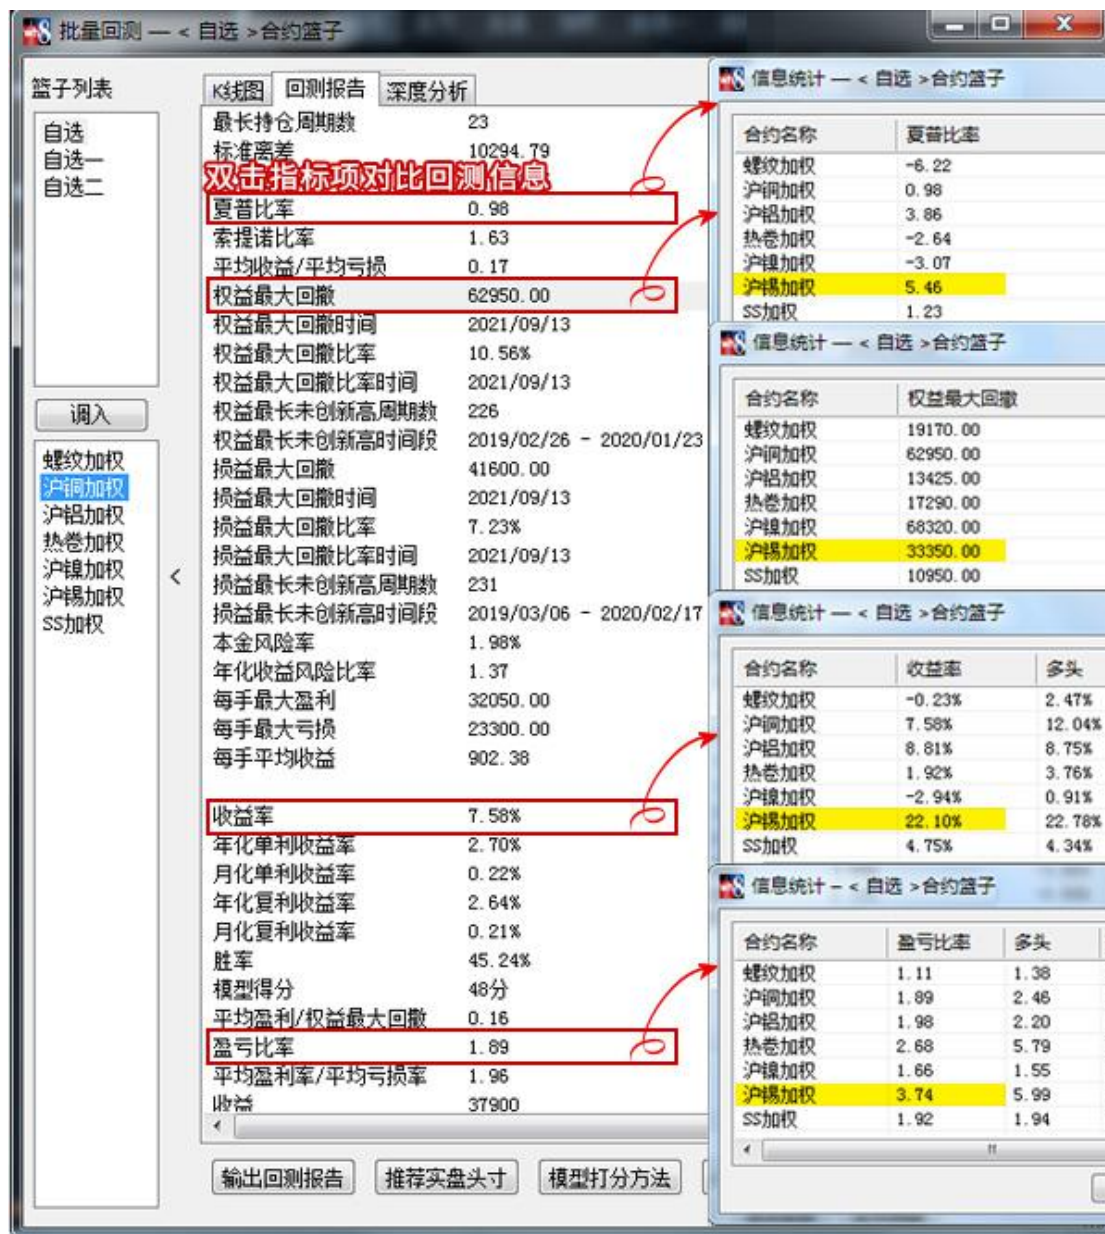 批量回测 — < 自选 >合约篮子
篮子列表
自选
自选一
自选二
调入
螺纹加权
沪铜加权
沪铝加权
热卷加权
沪镍加权
沪锡加权
SS加权
<
K线图 回测报告 深度分析
最长持仓周期数 23
标准离差 10294.79
双击指标项对比回测信息
夏普比率 0.98
索提诺比率 1.63
平均收益/平均亏损 0.17
权益最大回撤 62950.00
权益最大回撤时间 2021/09/13
权益最大回撤比率 10.56%
权益最大回撤比率时间 2021/09/13
权益最长未创新高周期数 226
权益最长未创新高时间段 2019/02/26 - 2020/01/23
损益最大回撤 41600.00
损益最大回撤时间 2021/09/13
损益最大回撤比率 7.23%
损益最大回撤比率时间 2021/09/13
损益最长未创新高周期数 231
损益最长未创新高时间段 2019/03/06 - 2020/02/17
本金风险率 1.98%
年化收益风险比率 1.37
每手最大盈利 32050.00
每手最大亏损 23300.00
每手平均收益 902.38
收益率 7.58%
年化单利收益率 2.70%
月化单利收益率 0.22%
年化复利收益率 2.64%
月化复利收益率 0.21%
胜率 45.24%
模型得分 48分
平均盈利/权益最大回撤 0.16
盈亏比率 1.89
平均盈利率/平均亏损率 1.96
收益 37900
输出回测报告 推荐实盘头寸 模型打分方法
信息统计 — < 自选 >合约篮子
合约名称 夏普比率
螺纹加权 -6.22
沪铜加权 0.98
沪铝加权 3.86
热卷加权 -2.64
沪镍加权 -3.07
沪锡加权 5.46
SS加权 1.23
信息统计 — < 自选 >合约篮子
合约名称 权益最大回撤
螺纹加权 19170.00
沪铜加权 62950.00
沪铝加权 13425.00
热卷加权 17290.00
沪镍加权 68320.00
沪锡加权 33350.00
SS加权 10950.00
信息统计 — < 自选 >合约篮子
合约名称 收益率 多头
螺纹加权 -0.23% 2.47%
沪铜加权 7.58% 12.04%
沪铝加权 8.81% 8.75%
热卷加权 1.92% 3.76%
沪镍加权 -2.94% 0.91%
沪锡加权 22.10% 22.78%
SS加权 4.75% 4.34%
信息统计 - < 自选 >合约篮子
合约名称 盈亏比率 多头
螺纹加权 1.11 1.38
沪铜加权 1.89 2.46
沪铝加权 1.98 2.20
热卷加权 2.68 5.79
沪镍加权 1.66 1.55
沪锡加权 3.74 5.99
SS加权 1.92 1.94